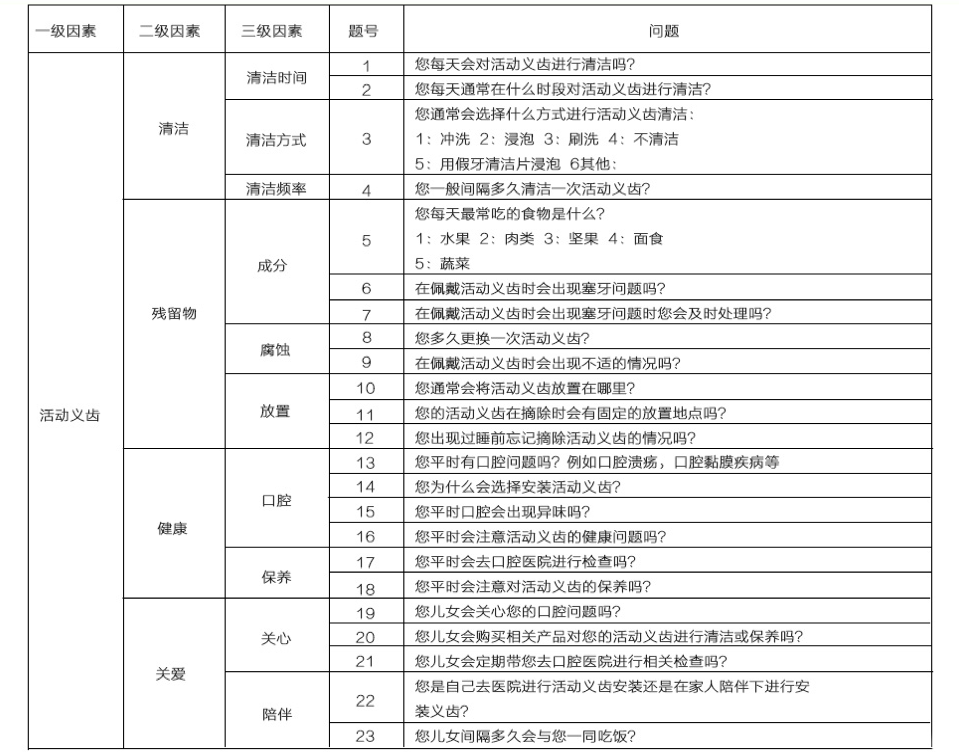 一级因素 二级因素 三级因素 题号 问题
活动义齿
清洁
清洁时间
1 您每天会对活动义齿进行清洁吗?
2 您每天通常在什么时段对活动义齿进行清洁?
清洁方式
3 您通常会选择什么方式进行活动义齿清洁:
1: 冲洗 2: 浸泡 3: 刷洗 4: 不清洁
5: 用假牙清洁片浸泡 6其他:
清洁频率
4 您一般间隔多久清洁一次活动义齿?
残留物
成分
5 您每天最常吃的食物是什么?
1: 水果 2: 肉类 3: 坚果 4: 面食
5: 蔬菜
6 在佩戴活动义齿时会出现塞牙问题吗?
7 在佩戴活动义齿时会出现塞牙问题时您会及时处理吗?
腐蚀
8 您多久更换一次活动义齿?
9 在佩戴活动义齿时会出现不适的情况吗?
放置
10 您通常会将活动义齿放置在哪里?
11 您的活动义齿在摘除时会有固定的放置地点吗?
12 您出现过睡前忘记摘除活动义齿的情况吗?
健康
口腔
13 您平时有口腔问题吗? 例如口腔溃疡，口腔黏膜疾病等
14 您为什么会选择安装活动义齿?
15 您平时口腔会出现异味吗?
16 您平时会注意活动义齿的健康问题吗?
保养
17 您平时会去口腔医院进行检查吗?
18 您平时会注意对活动义齿的保养吗?
关爱
关心
19 您儿女会关心您的口腔问题吗?
20 您儿女会购买相关产品对您的活动义齿进行清洁或保养吗?
21 您儿女会定期带您去口腔医院进行相关检查吗?
陪伴
22 您是自己去医院进行活动义齿安装还是在家人陪伴下进行安
装义齿?
23 您儿女间隔多久会与您一同吃饭?